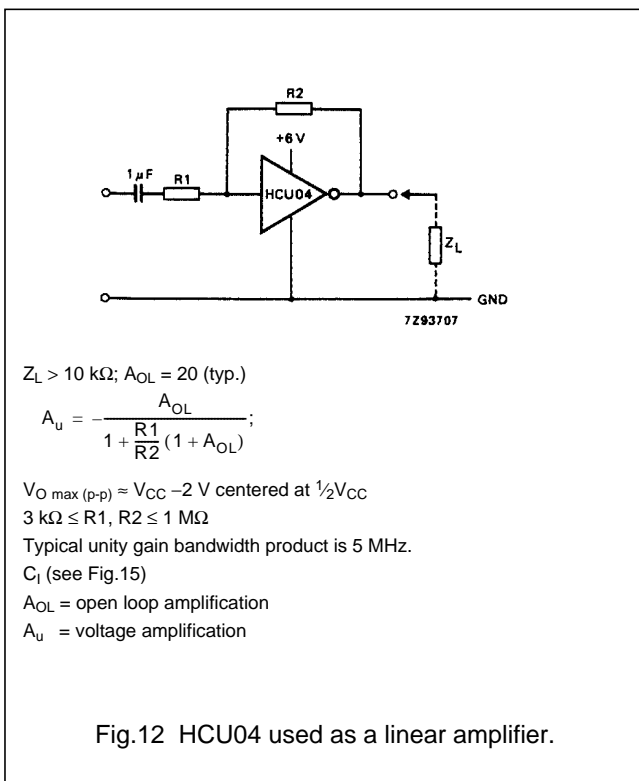 R2
+6 V
1 μF
R1
HCU04
Z_L
GND
7Z93707
Z_L > 10 kΩ; A_OL = 20 (typ.)
A_u = − A_OL / (1 + R1/R2 (1 + A_OL));
V_O max (p-p) ≈ V_CC −2 V centered at ½V_CC
3 kΩ ≤ R1, R2 ≤ 1 MΩ
Typical unity gain bandwidth product is 5 MHz.
C_I (see Fig.15)
A_OL = open loop amplification
A_u = voltage amplification
Fig.12 HCU04 used as a linear amplifier.